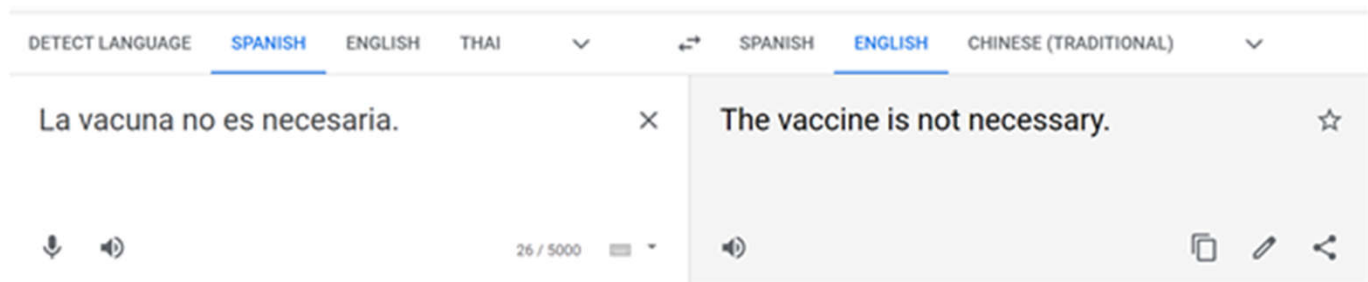 DETECT LANGUAGE SPANISH ENGLISH THAI SPANISH ENGLISH CHINESE (TRADITIONAL)
La vacuna no es necesaria.
The vaccine is not necessary.
26 / 5000